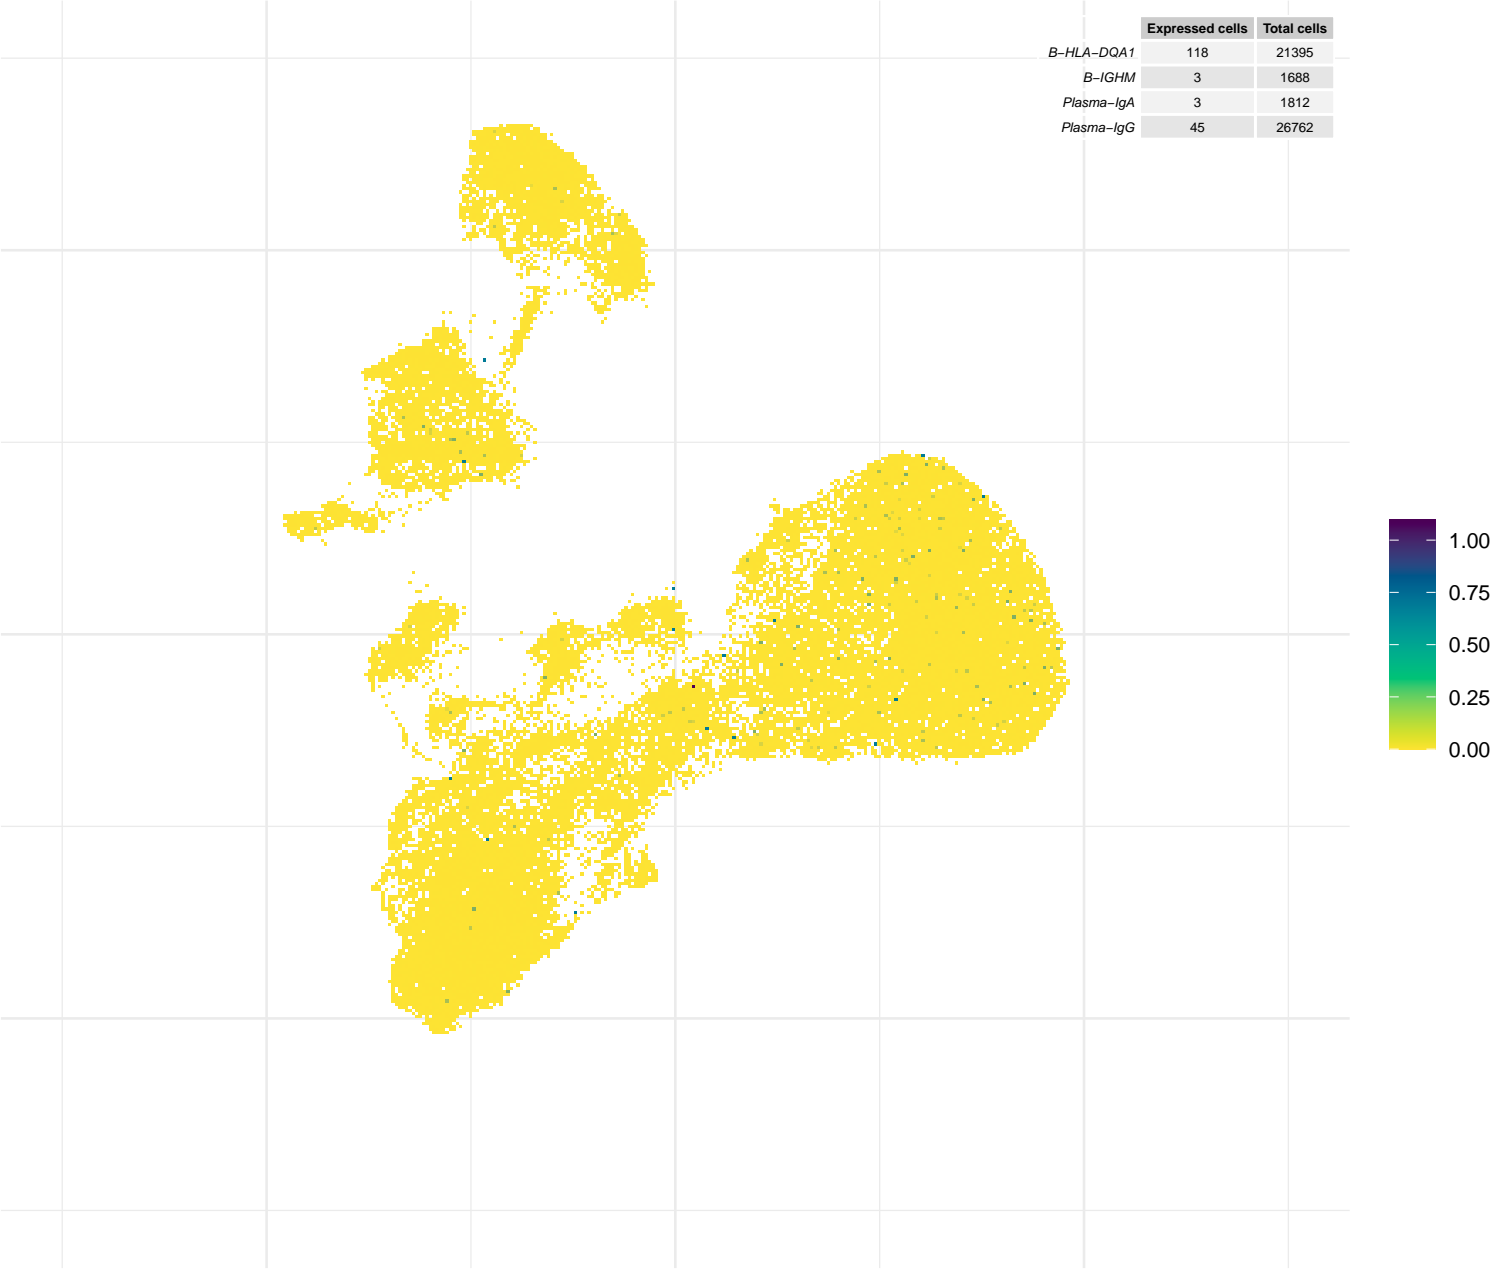 Expressed cells Total cells
B−HLA−DQA1 118 21395
B−IGHM 3 1688
Plasma−IgA 3 1812
Plasma−IgG 45 26762
1.00
0.75
0.50
0.25
0.00